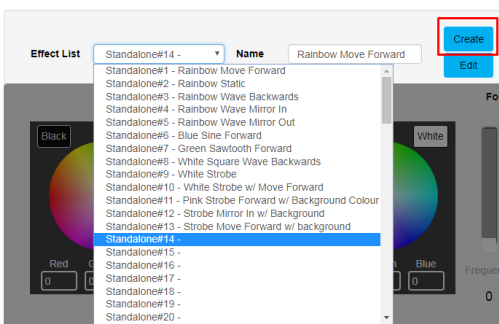 Create
Effect List
Standalone#14 -
Name
Rainbow Move Forward
Edit
Standalone#1 - Rainbow Move Forward
Standalone#2 - Rainbow Static
Standalone#3 - Rainbow Wave Backwards
Standalone#4 - Rainbow Wave Mirror In
Standalone#5 - Rainbow Wave Mirror Out
Standalone#6 - Blue Sine Forward
Standalone#7 - Green Sawtooth Forward
Standalone#8 - White Square Wave Backwards
Standalone#9 - White Strobe
Standalone#10 - White Strobe w/ Move Forward
Standalone#11 - Pink Strobe Forward w/ Background Colour
Standalone#12 - Strobe Mirror In w/ Background
Standalone#13 - Strobe Move Forward w/ background
Standalone#14 -
Standalone#15 -
Standalone#16 -
Standalone#17 -
Standalone#18 -
Standalone#19 -
Standalone#20 -
Black
White
Fo
Red
G
Blue
0
0
0
Frequen
0